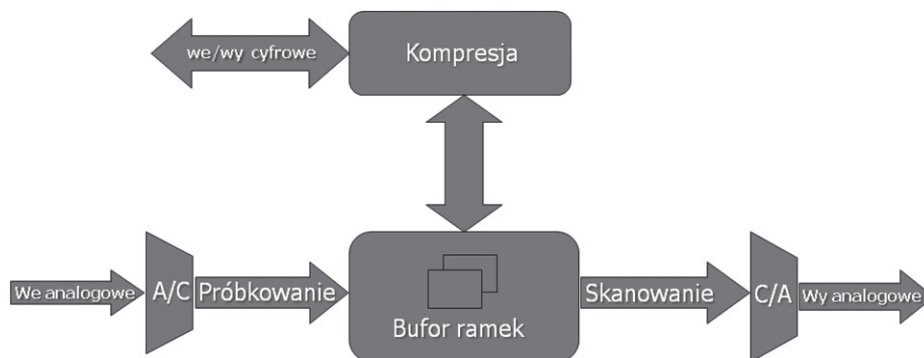 we/wy cyfrowe
Kompresja
We analogowe
A/C
Próbkowanie
Bufor ramek
Skanowanie
C/A
Wy analogowe